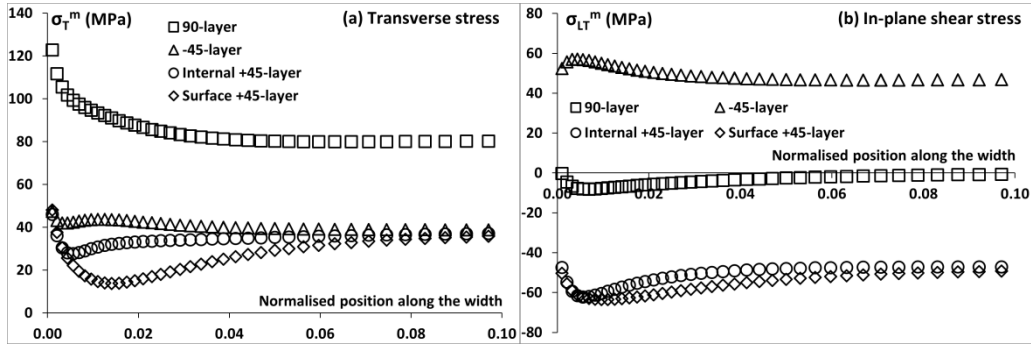 σTᵐ (MPa)
(a) Transverse stress
140
120
100
80
60
40
20
0
90-layer
-45-layer
Internal +45-layer
Surface +45-layer
Normalised position along the width
0.00 0.02 0.04 0.06 0.08 0.10
σLTᵐ (MPa)
(b) In-plane shear stress
80
60
40
20
0
-20
-40
-60
-80
90-layer -45-layer
Internal +45-layer Surface +45-layer
Normalised position along the width
0.00 0.02 0.04 0.06 0.08 0.10